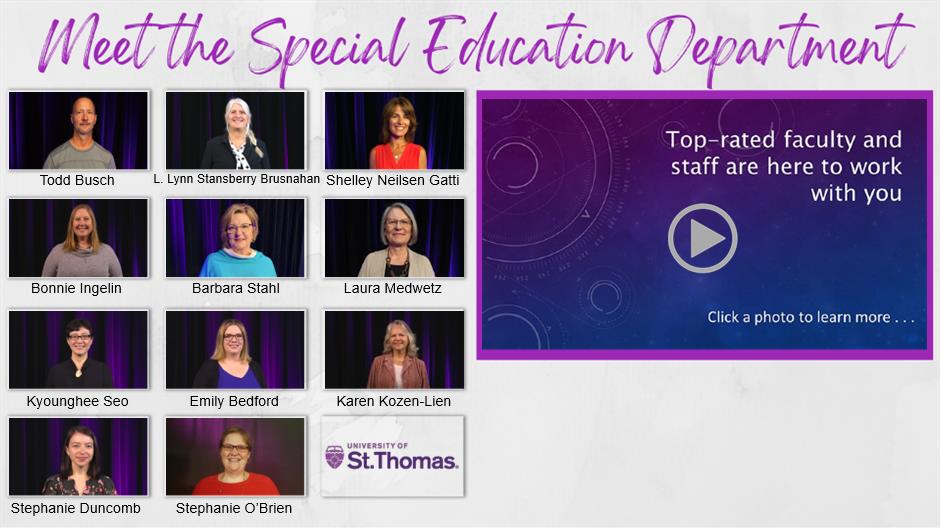 Meet the Special Education Department
Todd Busch
L. Lynn Stansberry Brusnahan
Shelley Neilsen Gatti
Top-rated faculty and
staff are here to work
with you
Bonnie Ingelin
Barbara Stahl
Laura Medwetz
Click a photo to learn more . . .
Kyounghee Seo
Emily Bedford
Karen Kozen-Lien
UNIVERSITY OF
St.Thomas®
Stephanie Duncomb
Stephanie O'Brien